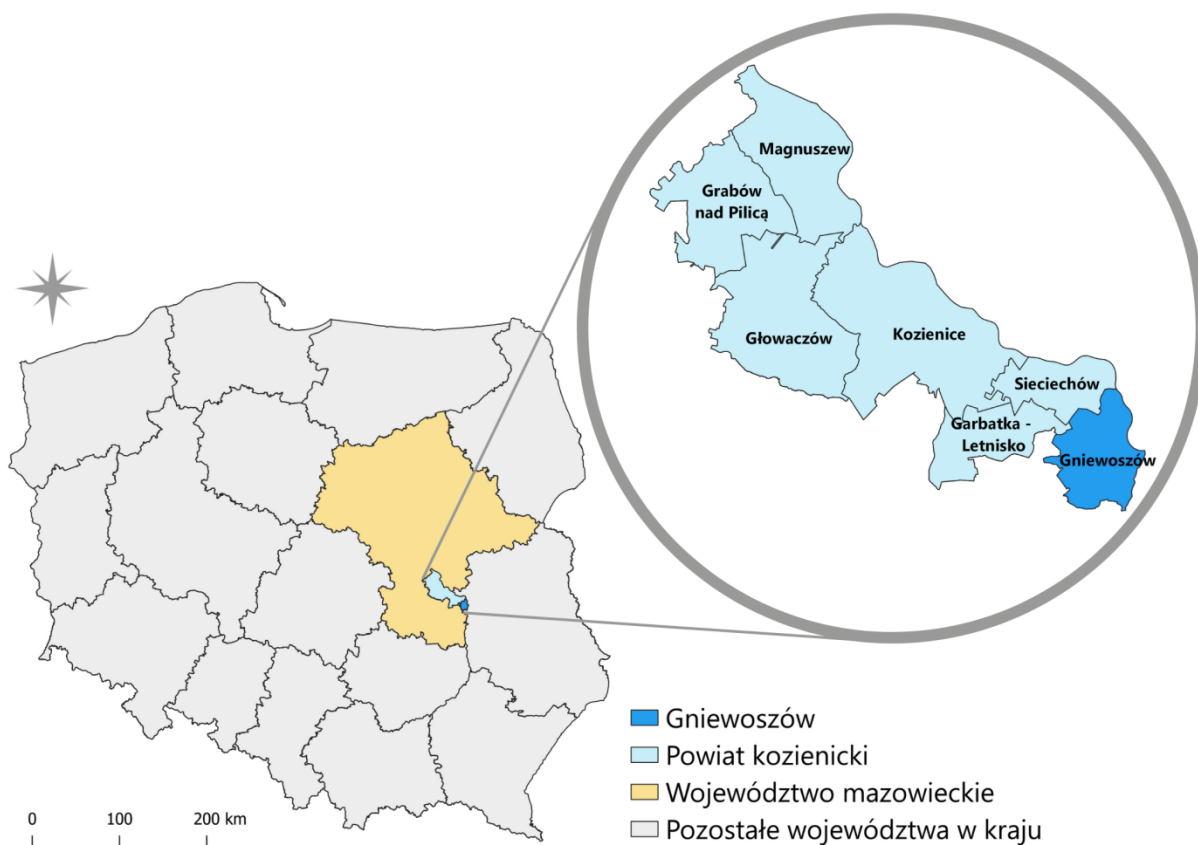 Magnuszew
Grabów
nad Pilicą
Głowaczów
Kozienice
Sieciechów
Garbatka -
Letnisko
Gniewoszów
Gniewoszów
Powiat kozienicki
Województwo mazowieckie
Pozostałe województwa w kraju
0 100 200 km